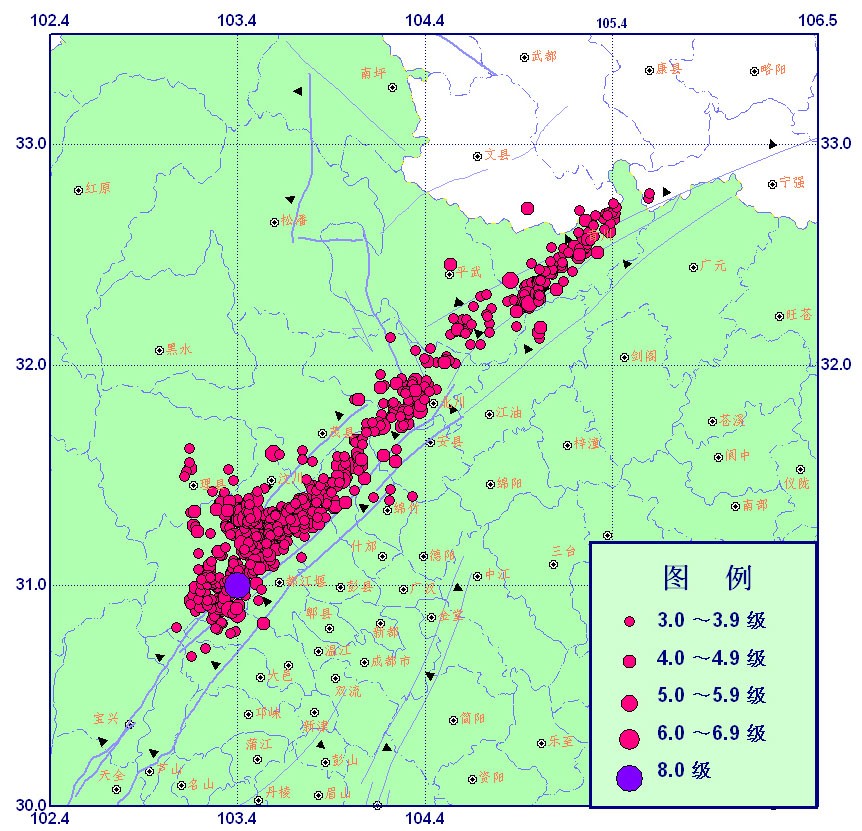 102.4 103.4 104.4 105.4 106.5
武都
康县
略阳
南坪
33.0 33.0
文县
红原
宁强
松潘
平武
广元
旺苍
黑水
剑阁
32.0 32.0
北川
江油
苍溪
茂县
安县
梓潼
阆中
汶川
理县
绵阳
仪陇
绵竹
南部
什邡
德阳
三台
31.0
都江堰
彭县
广汉
中江
郫县
新都
金堂
温江
成都市
大邑
双流
邛崃
新津
宝兴
简阳
蒲江
彭山
乐至
芦山
天全
名山
资阳
丹棱
眉山
30.0
102.4 103.4 104.4
图 例
3.0 ～3.9 级
4.0 ～4.9 级
5.0 ～5.9 级
6.0 ～6.9 级
8.0 级